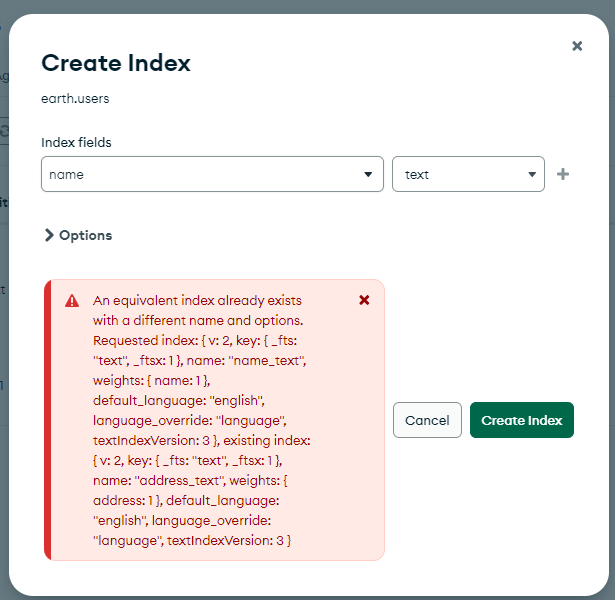 Create Index
earth.users
Index fields
name
text
Options
An equivalent index already exists
with a different name and options.
Requested index: { v: 2, key: { _fts:
"text", _ftsx: 1 }, name: "name_text",
weights: { name: 1 },
default_language: "english",
language_override: "language",
textIndexVersion: 3 }, existing index:
{ v: 2, key: { _fts: "text", _ftsx: 1 },
name: "address_text", weights: {
address: 1 }, default_language:
"english", language_override:
"language", textIndexVersion: 3 }
Cancel
Create Index